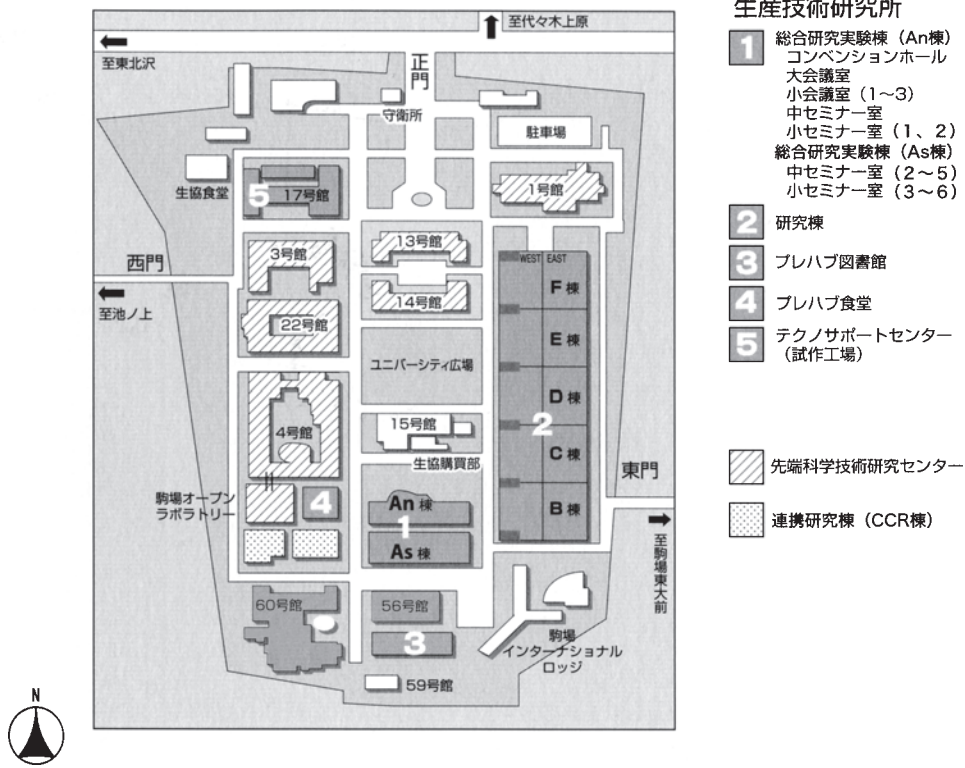 至代々木上原
至東北沢
正門
守衛所
駐車場
生協食堂
5
17号館
1号館
西門
3号館
13号館
WEST EAST
F棟
至池ノ上
14号館
22号館
E棟
ユニバーシティ広場
D棟
2
15号館
4号館
C棟
生協購買部
東門
駒場オープン
ラボラトリー
4
An棟
1
B棟
As棟
至駒場東大前
60号館
56号館
3
駒場
インターナショナル
ロッジ
59号館
N
生産技術研究所
1
総合研究実験棟(An棟)
コンベンションホール
大会議室
小会議室(1～3)
中セミナー室
小セミナー室(1、2)
総合研究実験棟(As棟)
中セミナー室(2～5)
小セミナー室(3～6)
2 研究棟
3 プレハブ図書館
4 プレハブ食堂
5 テクノサポートセンター
(試作工場)
先端科学技術研究センター
連携研究棟(CCR棟)